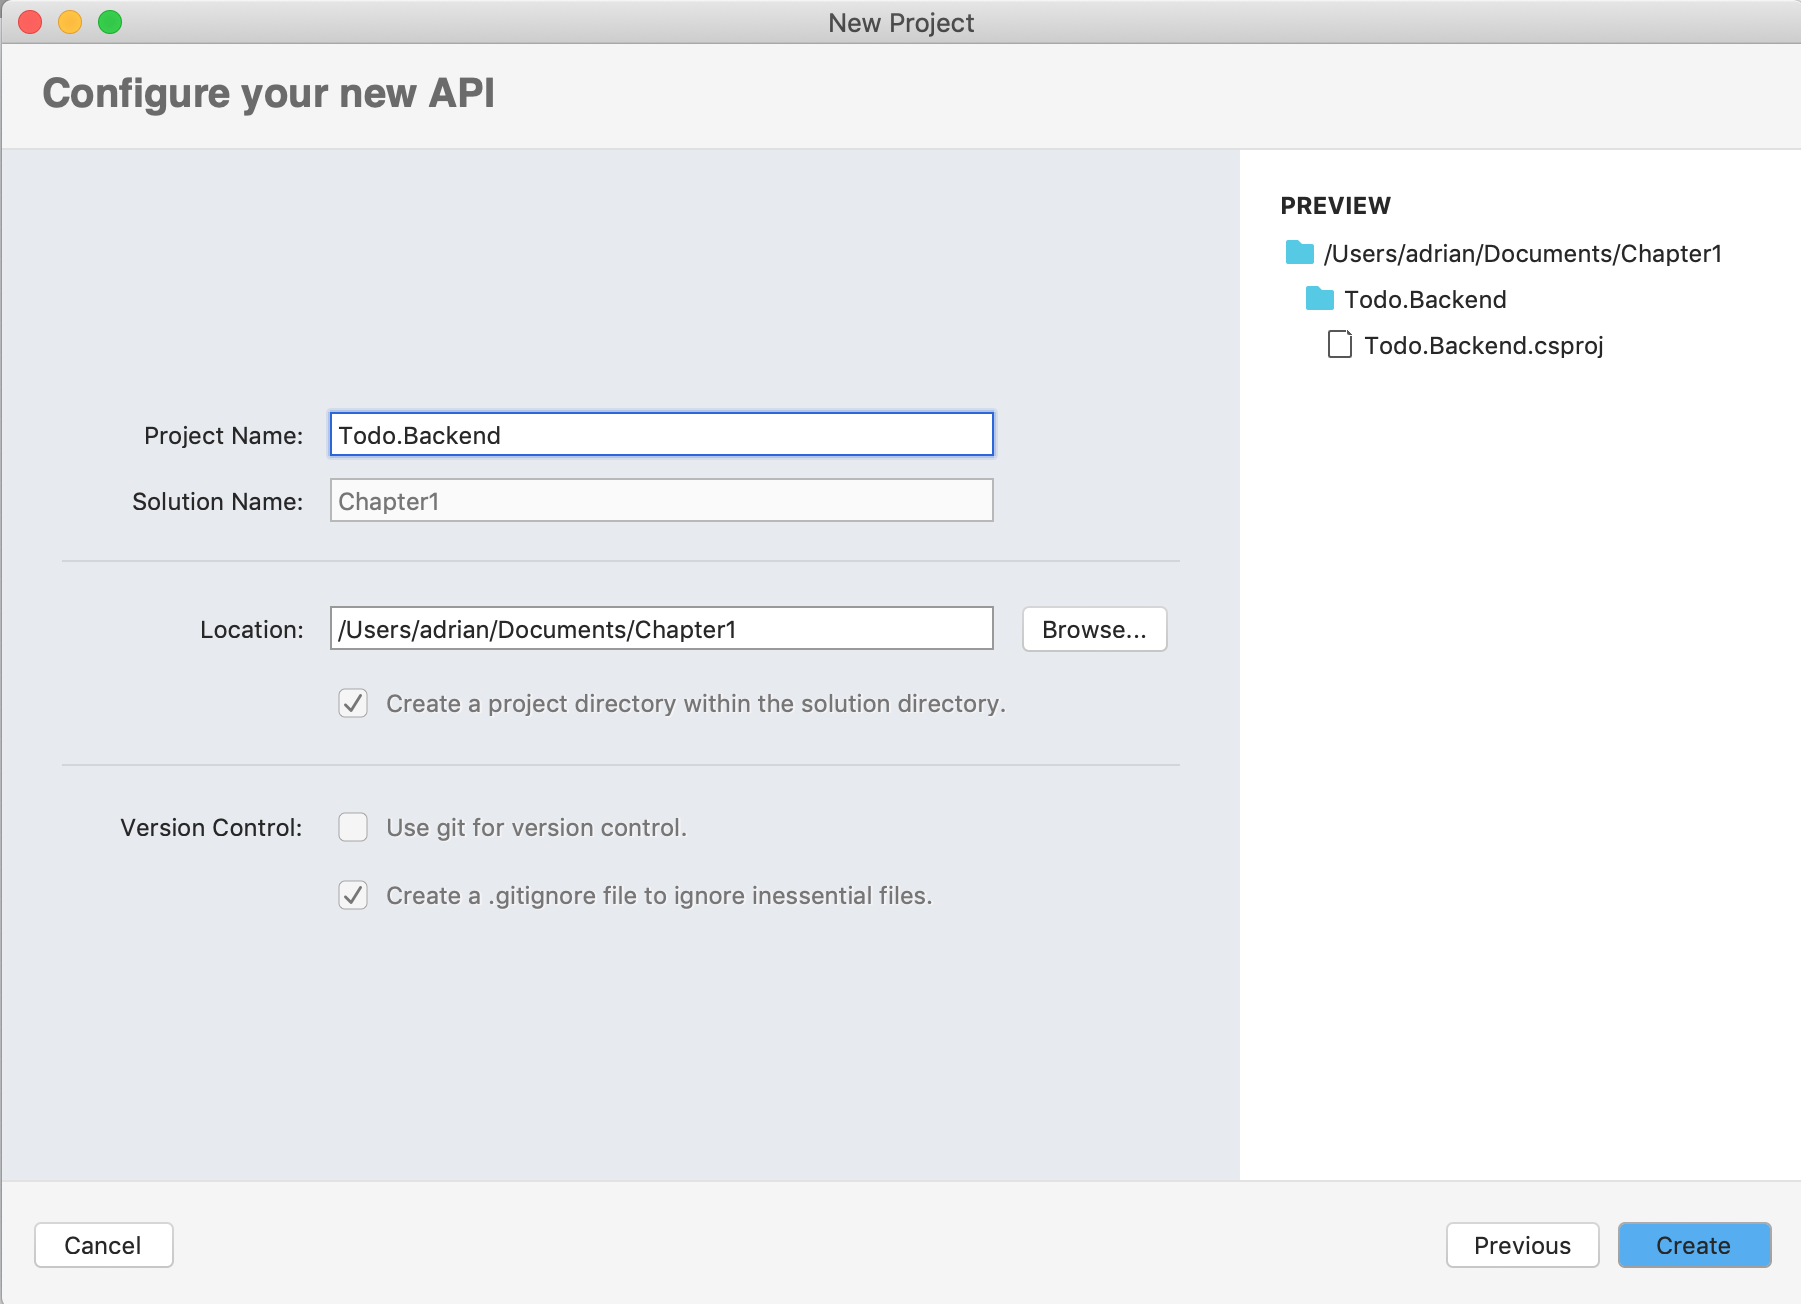 New Project
Configure your new API
Project Name: Todo.Backend
Solution Name: Chapter1
Location: /Users/adrian/Documents/Chapter1 Browse...
Create a project directory within the solution directory.
Version Control: Use git for version control.
Create a .gitignore file to ignore inessential files.
PREVIEW
/Users/adrian/Documents/Chapter1
Todo.Backend
Todo.Backend.csproj
Cancel Previous Create